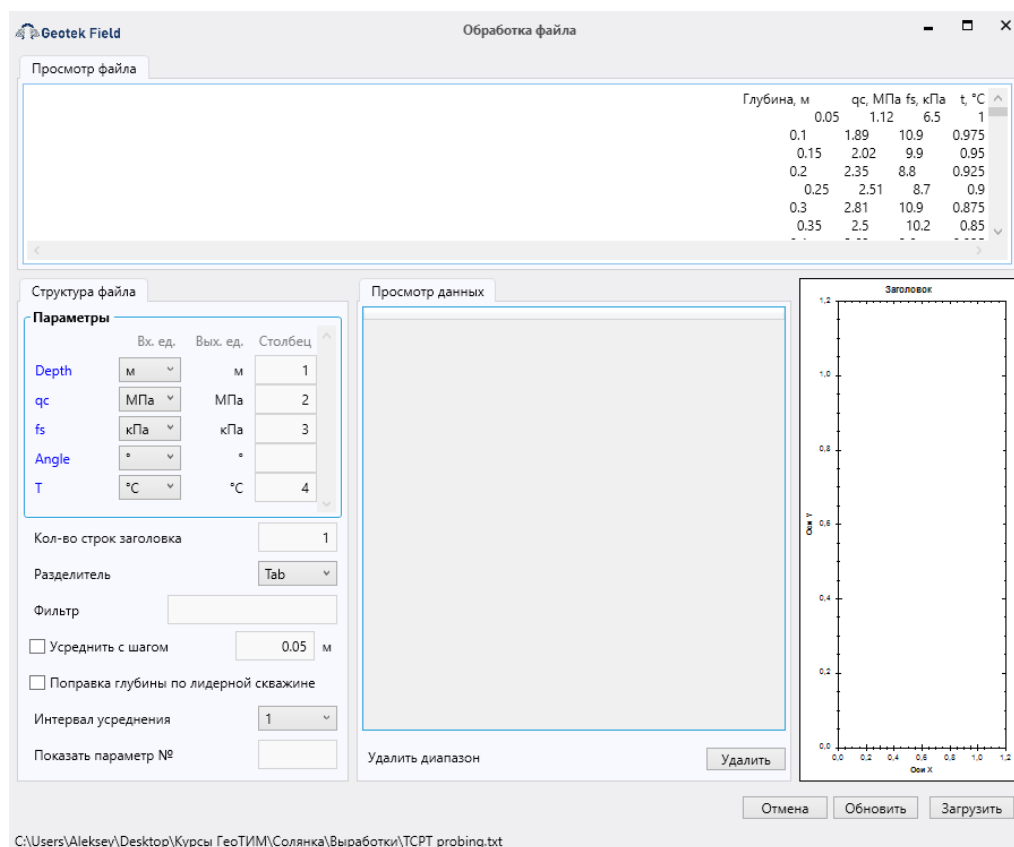 Geotek Field
Обработка файла
Просмотр файла
Глубина, м qc, МПа fs, кПа t, °C
0.05 1.12 6.5 1
0.1 1.89 10.9 0.975
0.15 2.02 9.9 0.95
0.2 2.35 8.8 0.925
0.25 2.51 8.7 0.9
0.3 2.81 10.9 0.875
0.35 2.5 10.2 0.85
Структура файла
Параметры
Вх. ед. Вых. ед. Столбец
Depth м м 1
qc МПа МПа 2
fs кПа кПа 3
Angle ° °
T °C °C 4
Кол-во строк заголовка 1
Разделитель Tab
Фильтр
Усреднить с шагом 0.05 м
Поправка глубины по лидерной скважине
Интервал усреднения 1
Показать параметр №
Просмотр данных
Удалить диапазон Удалить
Заголовок
1,2
1,0
0,8
0,6
0,4
0,2
0,0
Оси Y
0,0 0,2 0,4 0,6 0,8 1,0 1,2
Оси X
Отмена Обновить Загрузить
C:\Users\Aleksey\Desktop\Курсы ГеоТИМ\Солянка\Выработки\TCPT probing.txt